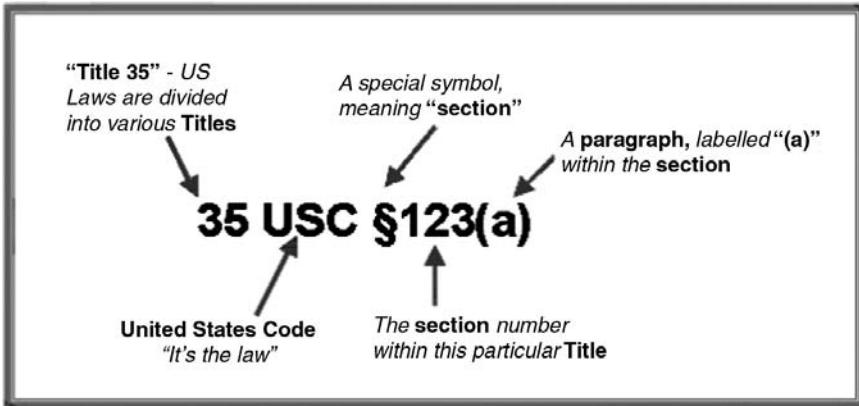 “Title 35” - US
Laws are divided
into various Titles
A special symbol,
meaning “section”
A paragraph, labelled “(a)”
within the section
35 USC §123(a)
United States Code
“It's the law”
The section number
within this particular Title